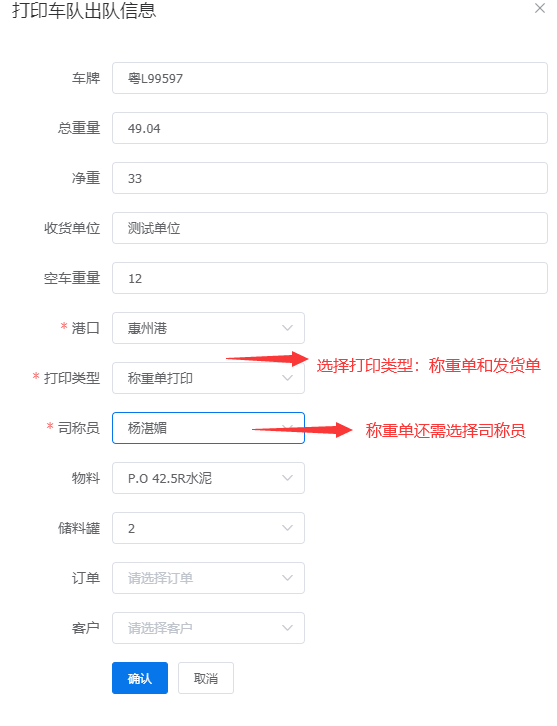 打印车队出队信息
车牌 粤L99597
总重量 49.04
净重 33
收货单位 测试单位
空车重量 12
* 港口 惠州港
选择打印类型：称重单和发货单
* 打印类型 称重单打印
* 司称员 杨湛媚
称重单还需选择司称员
物料 P.O 42.5R水泥
储料罐 2
订单 请选择订单
客户 请选择客户
确认 取消